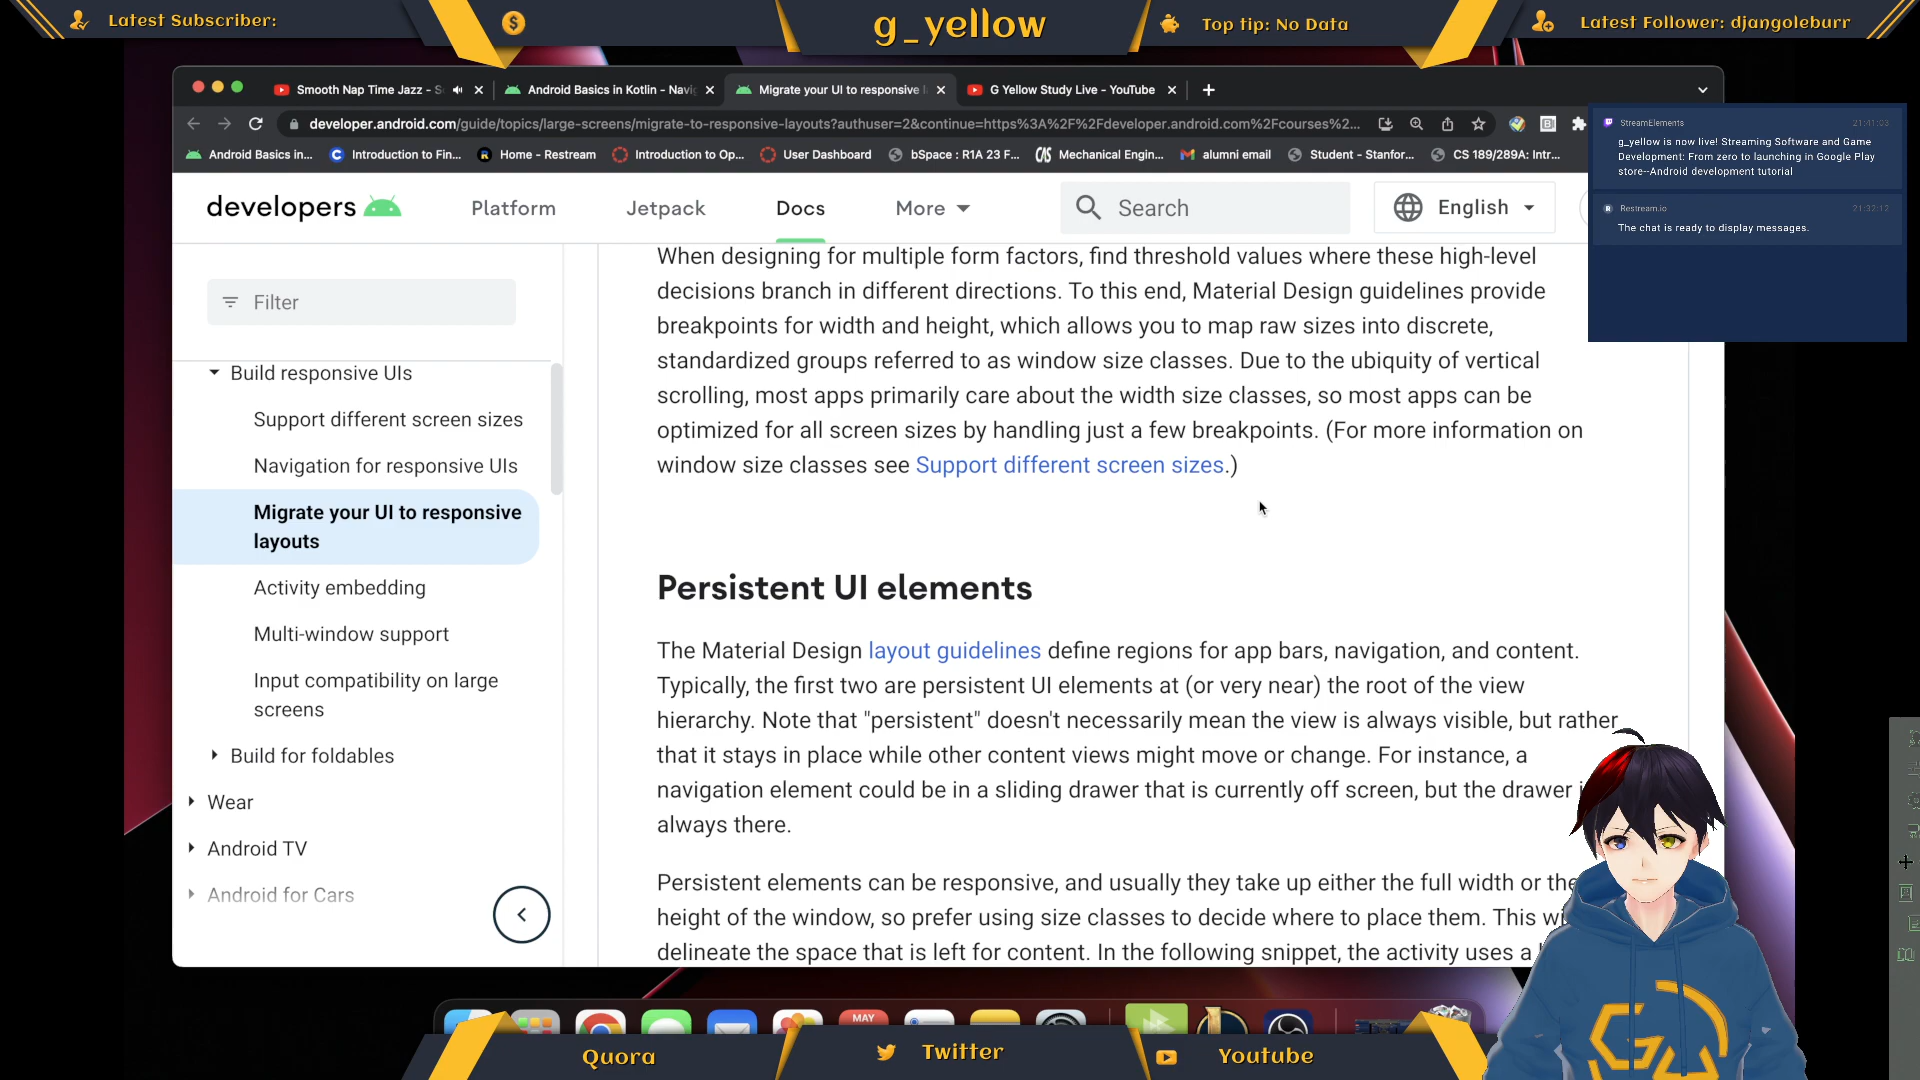 Latest Subscriber:
g_yellow
Top tip: No Data
Latest Follower: djangoleburr
Smooth Nap Time Jazz - S
Android Basics in Kotlin - Navi
Migrate your UI to responsive l
G Yellow Study Live - YouTube
developer.android.com/guide/topics/large-screens/migrate-to-responsive-layouts?authuser=2&continue=https%3A%2F%2Fdeveloper.android.com%2Fcourses%2...
Android Basics in...
Introduction to Fin...
Home - Restream
Introduction to Op...
User Dashboard
bSpace : R1A 23 F...
Mechanical Engin...
alumni email
Student - Stanfor...
CS 189/289A: Intr...
StreamElements 21:41:03
g_yellow is now live! Streaming Software and Game
Development: From zero to launching in Google Play
store--Android development tutorial
Restream.io 21:32:12
The chat is ready to display messages.
developers
Platform
Jetpack
Docs
More
Search
English
Filter
Build responsive UIs
Support different screen sizes
Navigation for responsive UIs
Migrate your UI to responsive
layouts
Activity embedding
Multi-window support
Input compatibility on large
screens
Build for foldables
Wear
Android TV
Android for Cars
When designing for multiple form factors, find threshold values where these high-level
decisions branch in different directions. To this end, Material Design guidelines provide
breakpoints for width and height, which allows you to map raw sizes into discrete,
standardized groups referred to as window size classes. Due to the ubiquity of vertical
scrolling, most apps primarily care about the width size classes, so most apps can be
optimized for all screen sizes by handling just a few breakpoints. (For more information on
window size classes see Support different screen sizes.)
Persistent UI elements
The Material Design layout guidelines define regions for app bars, navigation, and content.
Typically, the first two are persistent UI elements at (or very near) the root of the view
hierarchy. Note that "persistent" doesn't necessarily mean the view is always visible, but rather
that it stays in place while other content views might move or change. For instance, a
navigation element could be in a sliding drawer that is currently off screen, but the drawer
always there.
Persistent elements can be responsive, and usually they take up either the full width or the
height of the window, so prefer using size classes to decide where to place them. This
delineate the space that is left for content. In the following snippet, the activity uses a
MAY
Quora
Twitter
Youtube